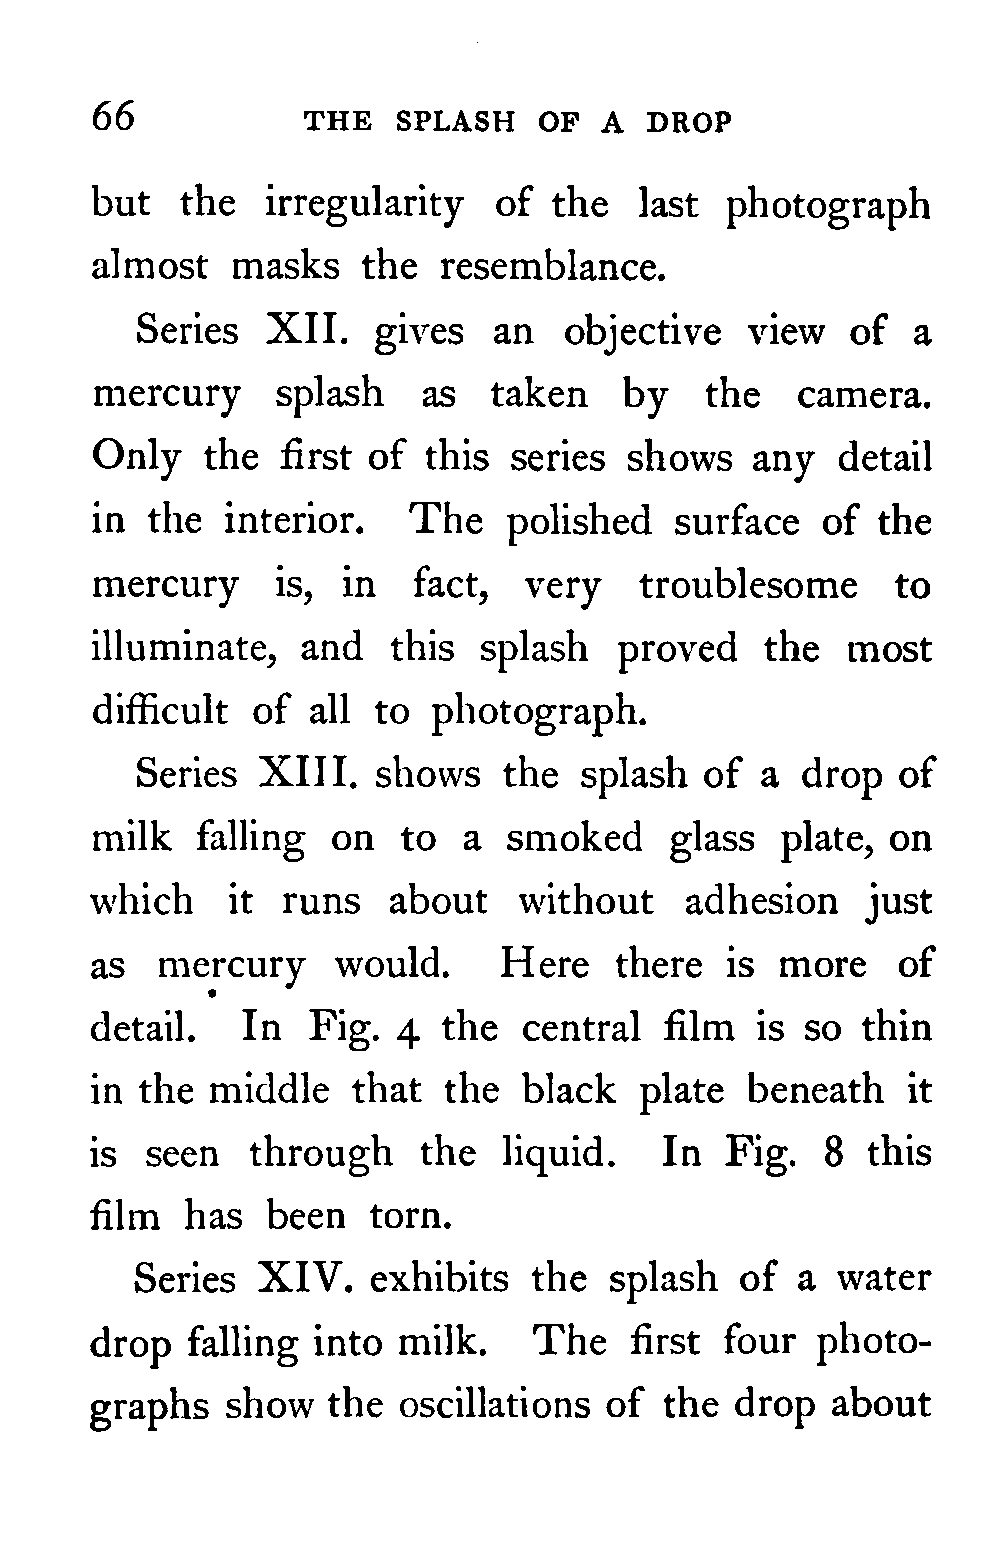 66 THE SPLASH OF A DROP
but the irregularity of the last photograph
almost masks the resemblance.
Series XII. gives an objective view of a
mercury splash as taken by the camera.
Only the first of this series shows any detail
in the interior. The polished surface of the
mercury is, in fact, very troublesome to
illuminate, and this splash proved the most
difficult of all to photograph.
Series XIII. shows the splash of a drop of
milk falling on to a smoked glass plate, on
which it runs about without adhesion just
as mercury would. Here there is more of
detail. In Fig. 4 the central film is so thin
in the middle that the black plate beneath it
is seen through the liquid. In Fig. 8 this
film has been torn.
Series XIV. exhibits the splash of a water
drop falling into milk. The first four photo-
graphs show the oscillations of the drop about